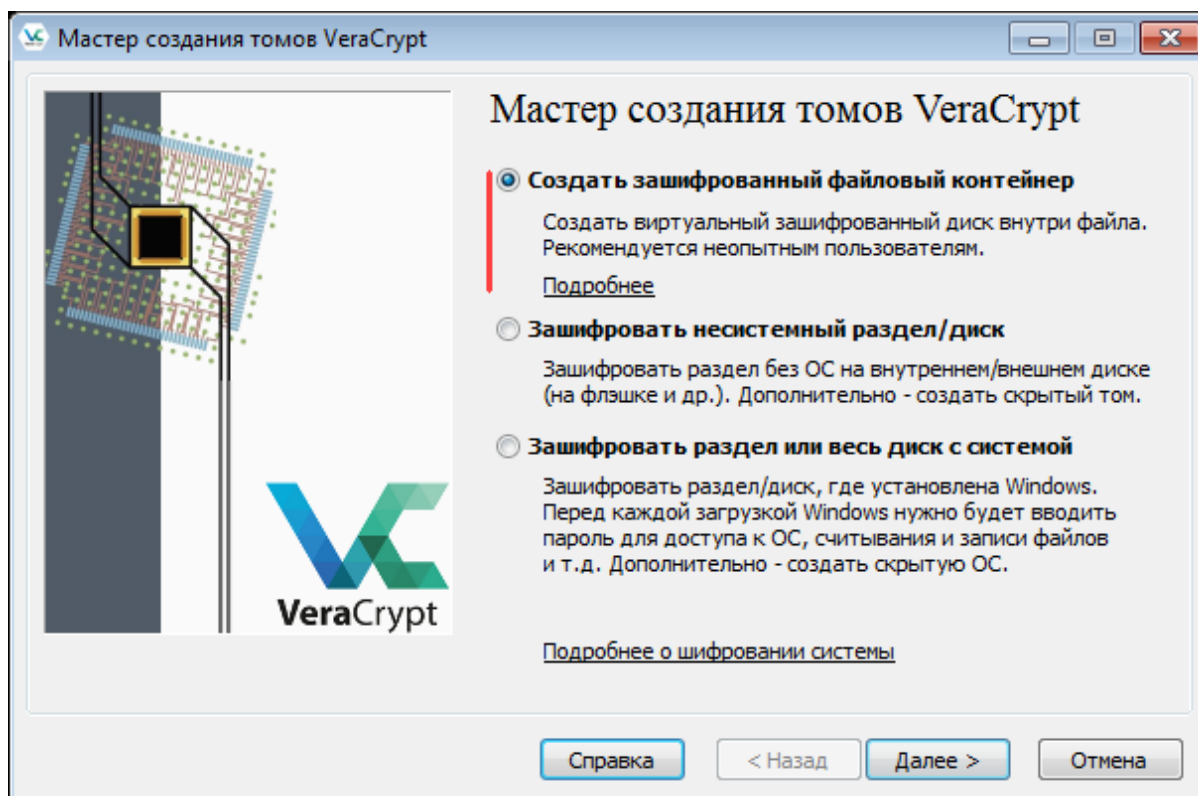 Мастер создания томов VeraCrypt
Мастер создания томов VeraCrypt
Создать зашифрованный файловый контейнер
Создать виртуальный зашифрованный диск внутри файла.
Рекомендуется неопытным пользователям.
Подробнее
Зашифровать несистемный раздел/диск
Зашифровать раздел без ОС на внутреннем/внешнем диске
(на флэшке и др.). Дополнительно - создать скрытый том.
Зашифровать раздел или весь диск с системой
Зашифровать раздел/диск, где установлена Windows.
Перед каждой загрузкой Windows нужно будет вводить
пароль для доступа к ОС, считывания и записи файлов
и т.д. Дополнительно - создать скрытую ОС.
VeraCrypt
Подробнее о шифровании системы
Справка
< Назад
Далее >
Отмена